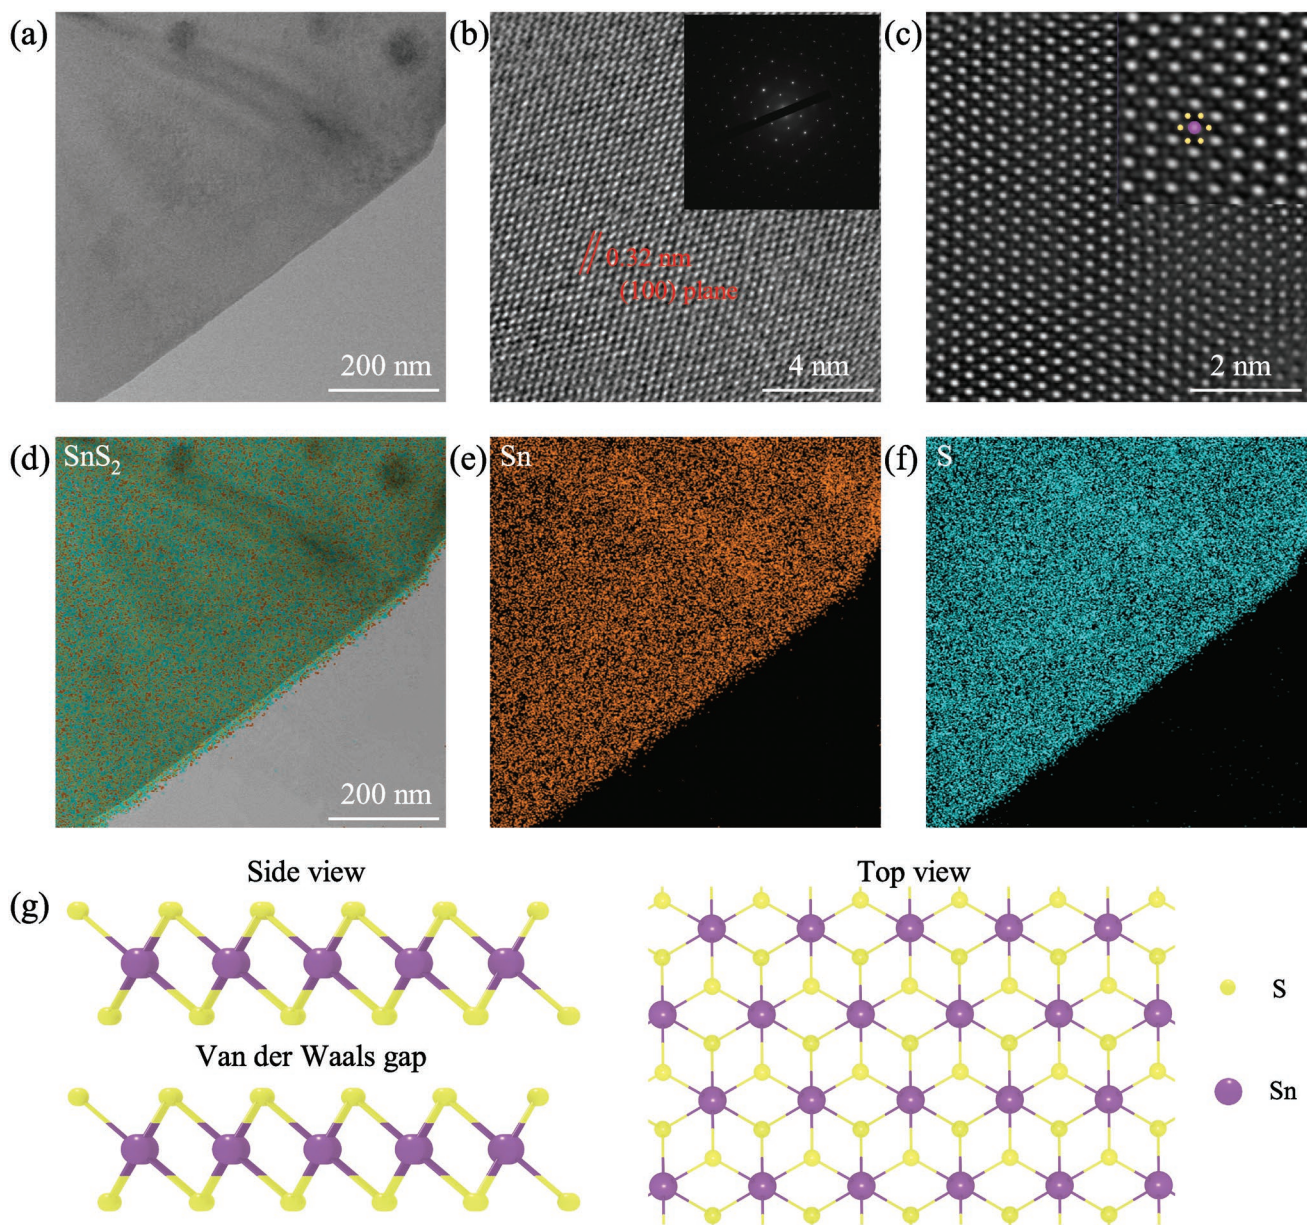 (a)
200 nm
(b)
0.32 nm
(100) plane
4 nm
(c)
2 nm
(d)
SnS₂
200 nm
(e)
Sn
(f)
S
(g)
Side view
Van der Waals gap
Top view
S
Sn